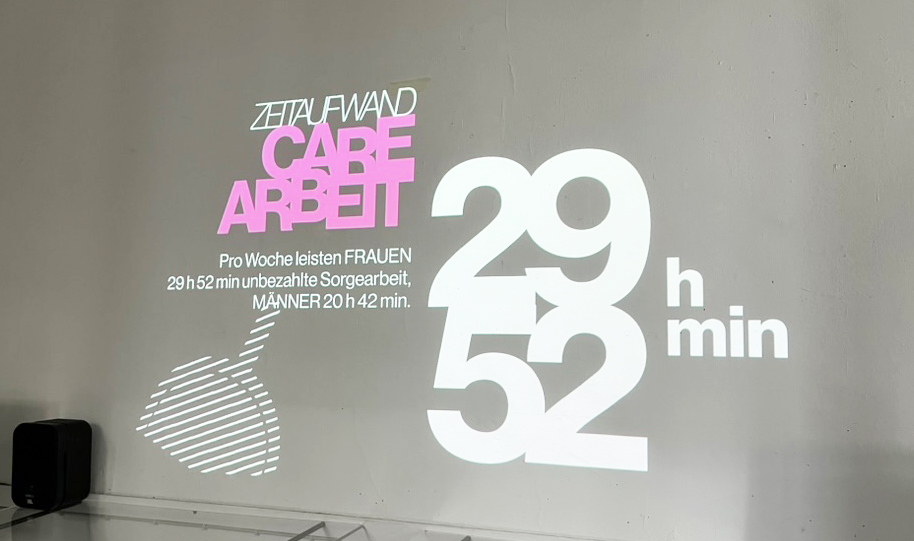 ZEITAUFWAND
CARE
ARBEIT
Pro Woche leisten FRAUEN
29 h 52 min unbezahlte Sorgearbeit,
MÄNNER 20 h 42 min.
29 h
52 min